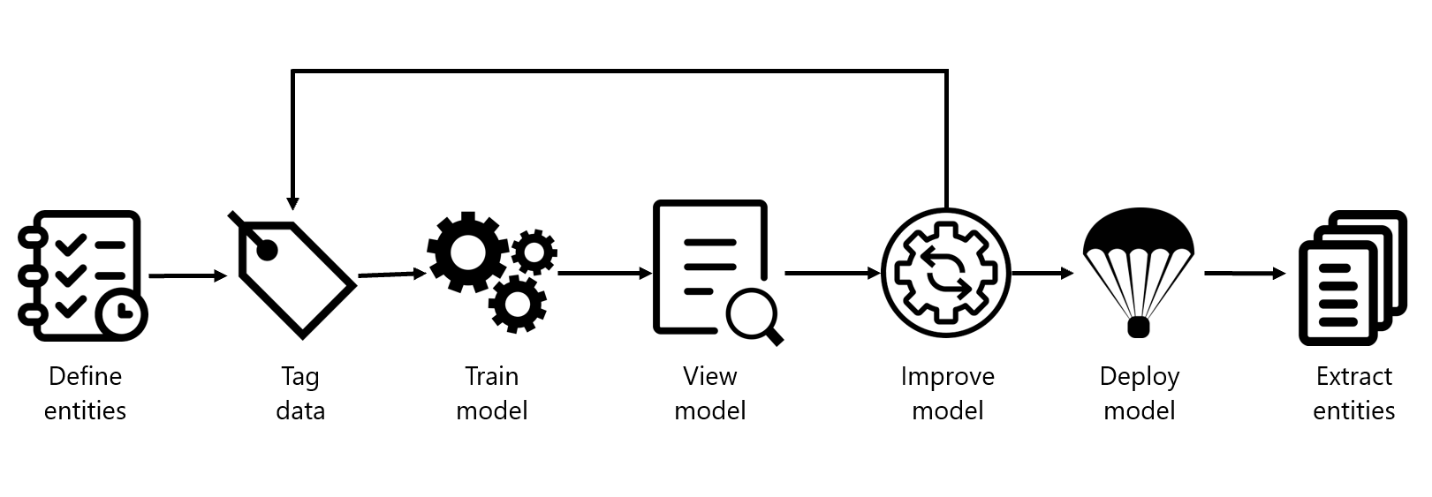 Define
entities
Tag
data
Train
model
View
model
Improve
model
Deploy
model
Extract
entities